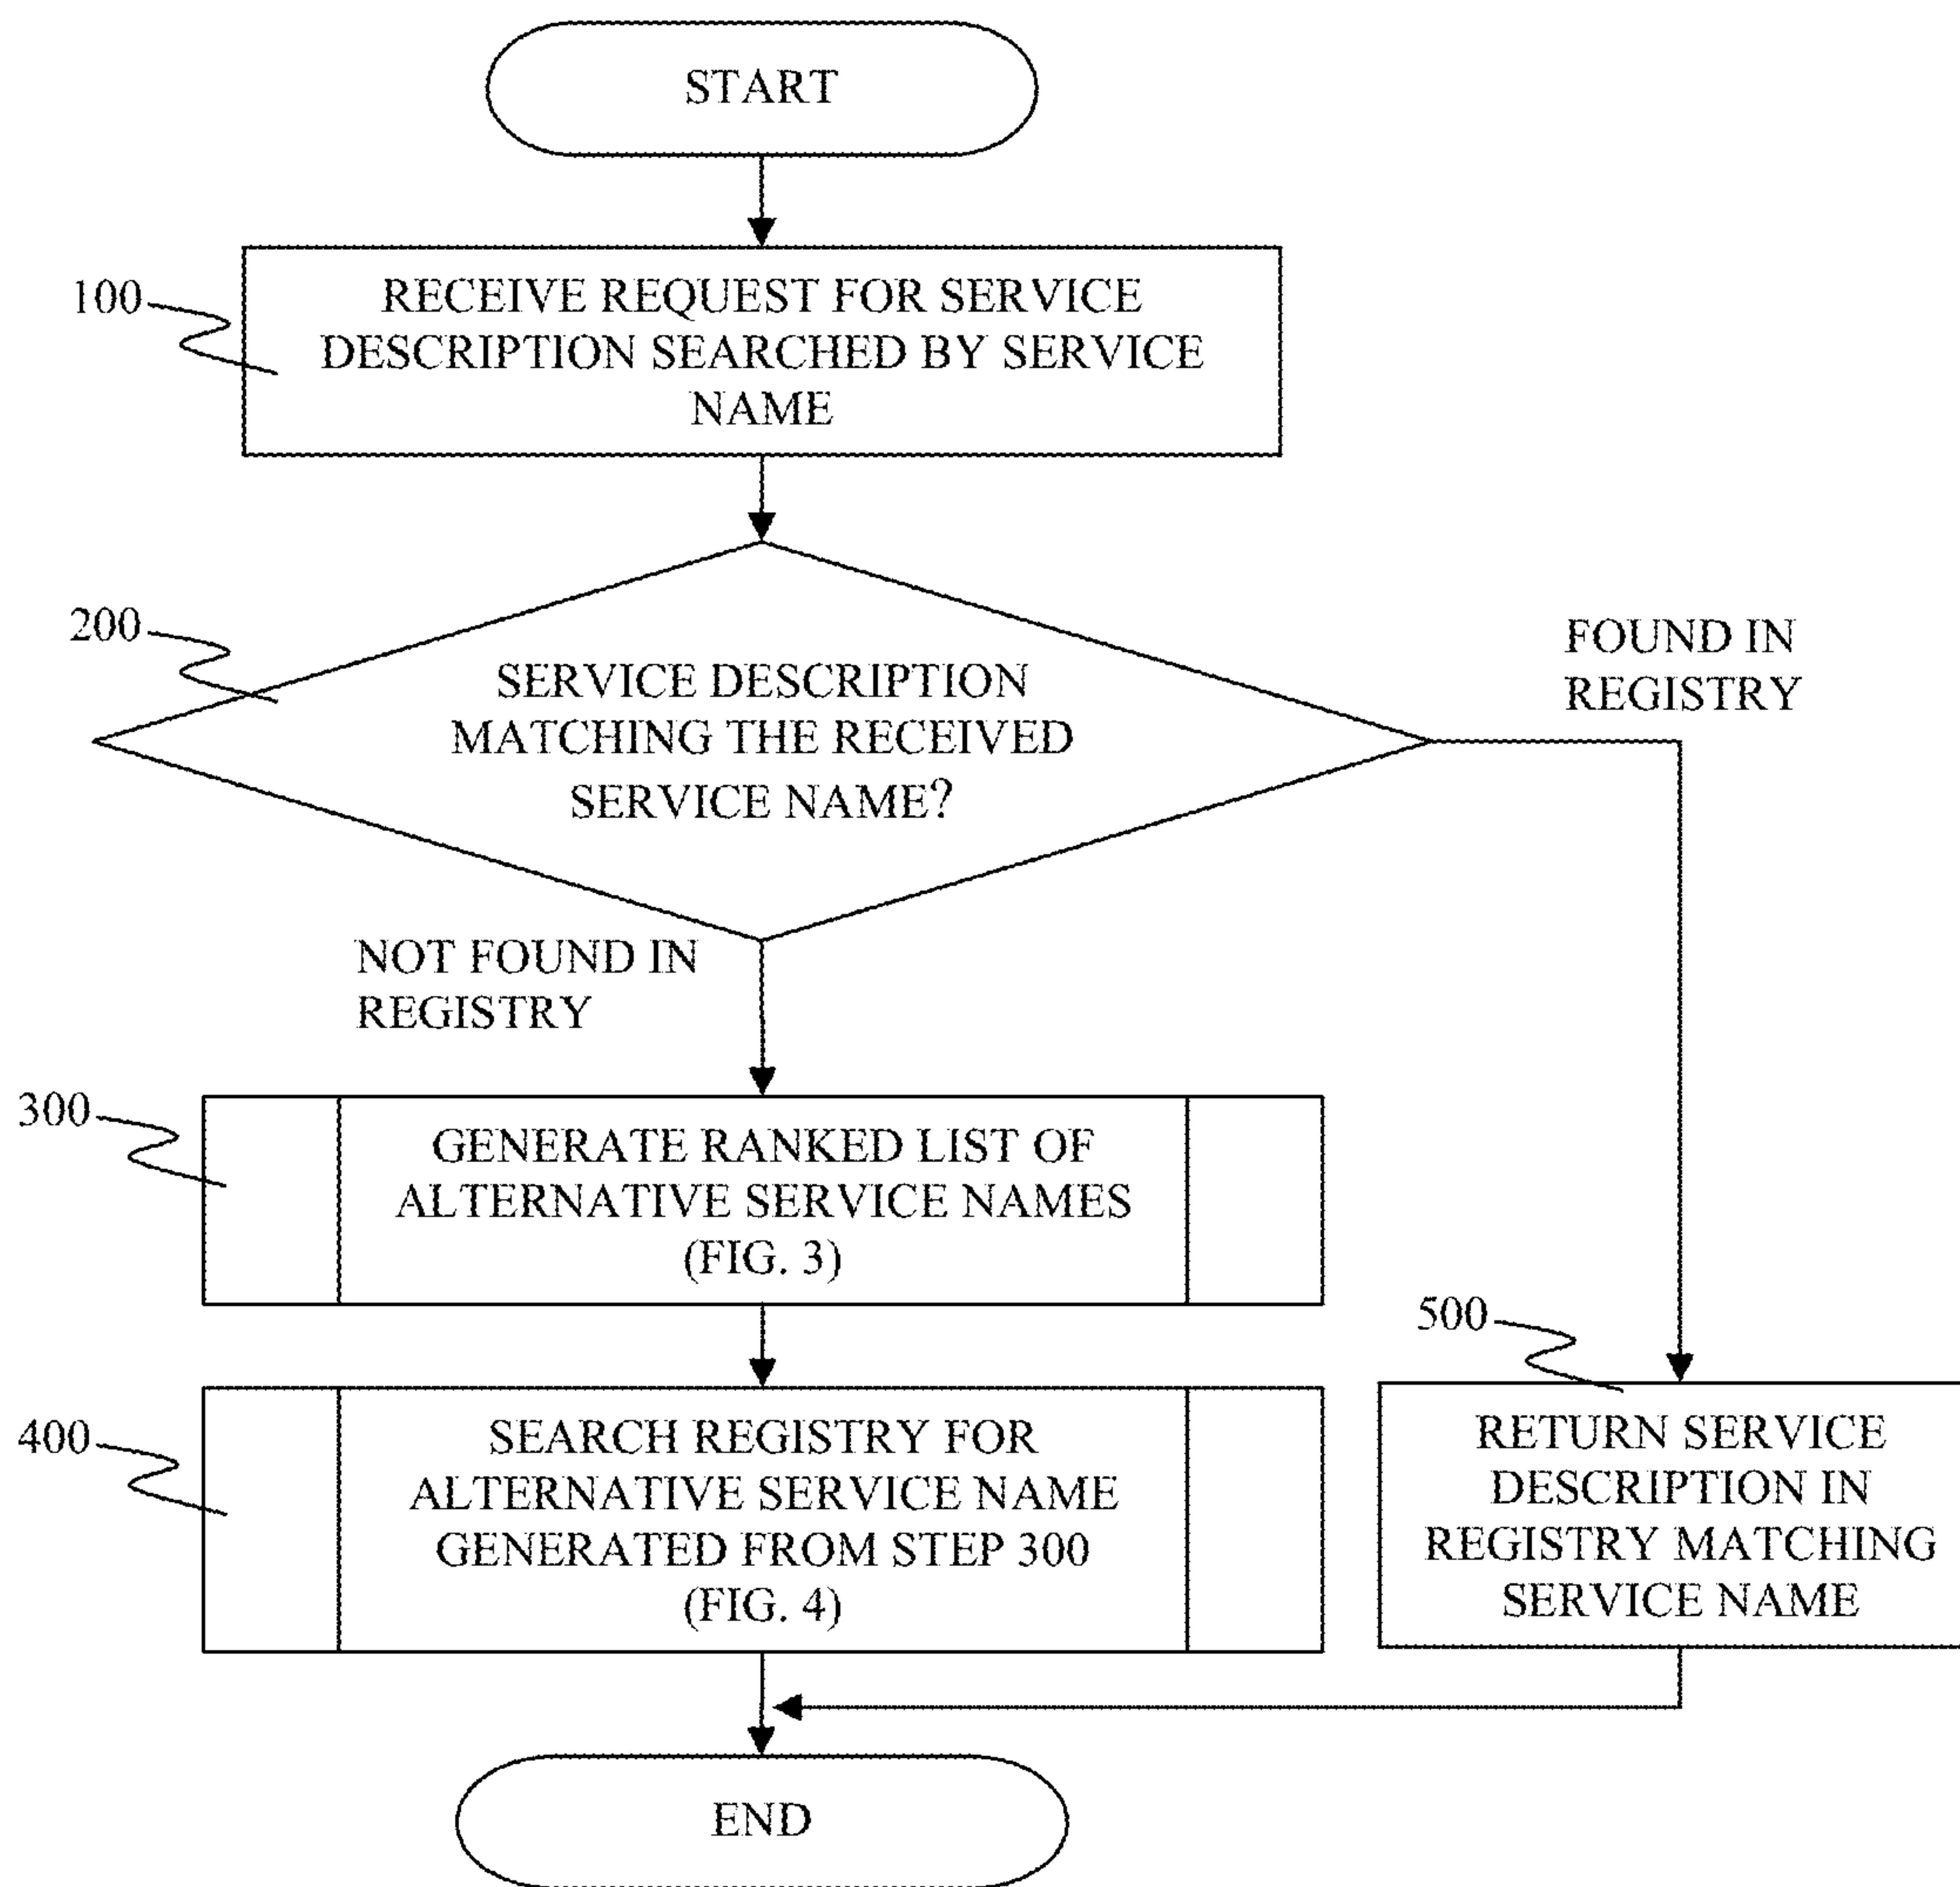 START
100
RECEIVE REQUEST FOR SERVICE
DESCRIPTION SEARCHED BY SERVICE
NAME
200
SERVICE DESCRIPTION
MATCHING THE RECEIVED
SERVICE NAME?
FOUND IN
REGISTRY
NOT FOUND IN
REGISTRY
300
GENERATE RANKED LIST OF
ALTERNATIVE SERVICE NAMES
(FIG. 3)
400
SEARCH REGISTRY FOR
ALTERNATIVE SERVICE NAME
GENERATED FROM STEP 300
(FIG. 4)
500
RETURN SERVICE
DESCRIPTION IN
REGISTRY MATCHING
SERVICE NAME
END